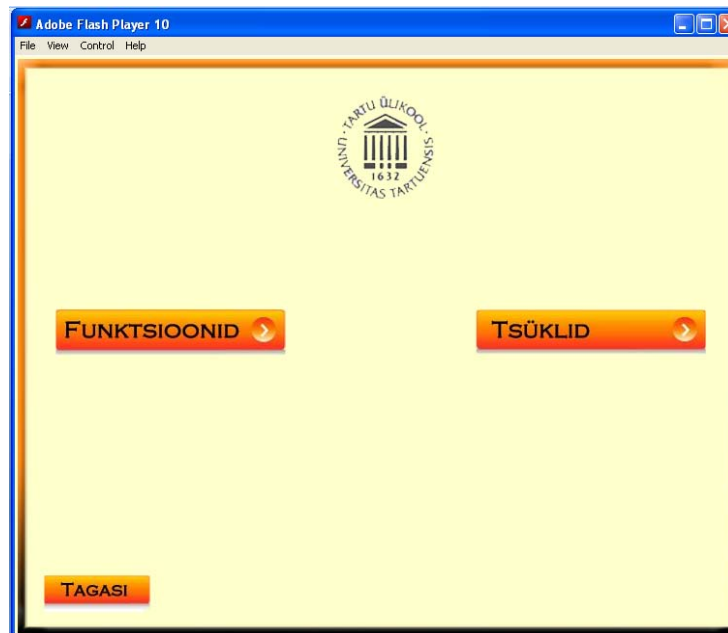 Adobe Flash Player 10
File View Control Help
· TARTU ÜLIKOOL ·
UNIVERSITAS TARTUENSIS
1632
FUNKTSIOONID
TSÜKLID
TAGASI